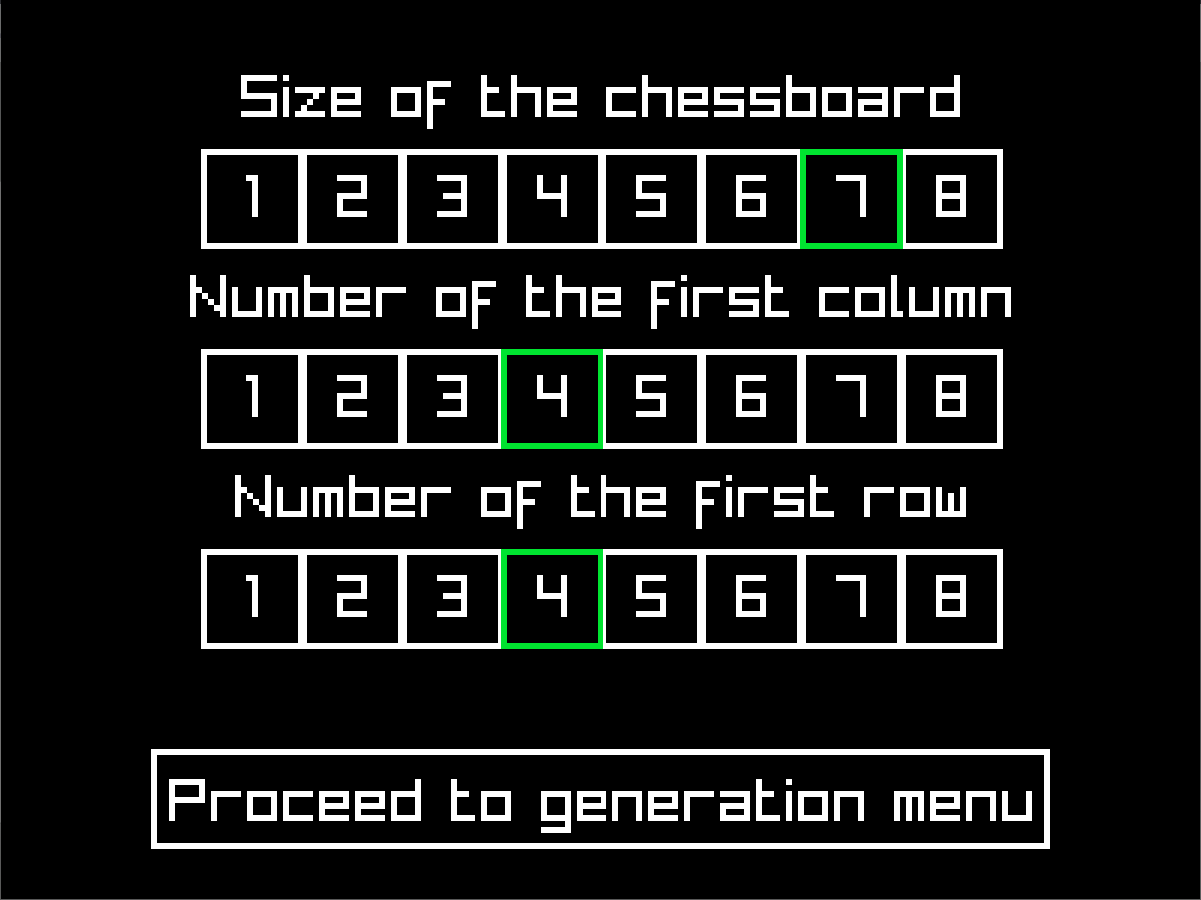 Size of the chessboard
1 2 3 4 5 6 7 8
Number of the first column
1 2 3 4 5 6 7 8
Number of the first row
1 2 3 4 5 6 7 8
Proceed to generation menu